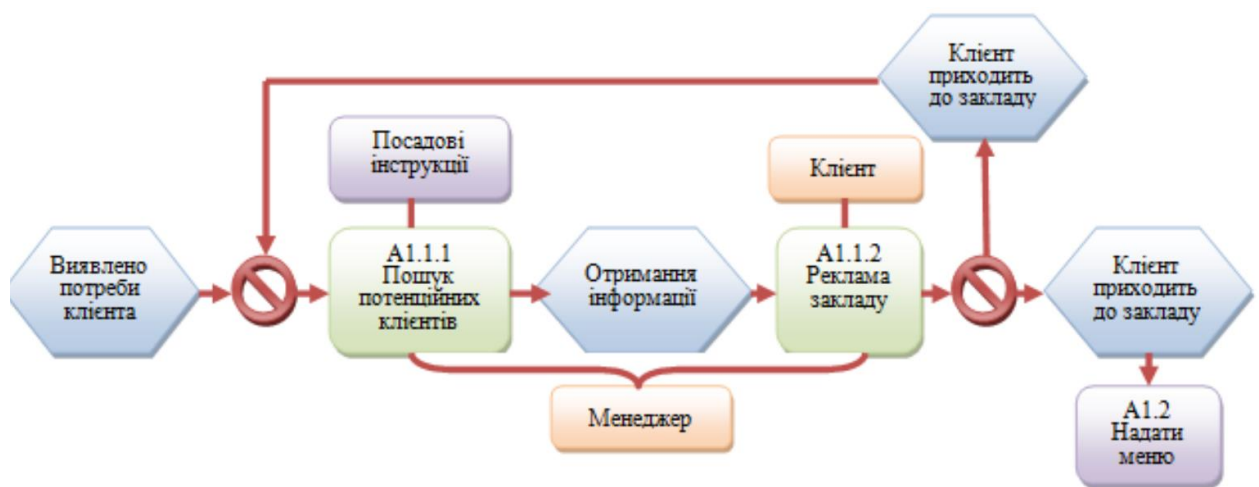 Клієнт
приходить
до закладу
Посадові
інструкції
Клієнт
Виявлено
потреби
клієнта
А1.1.1
Пошук
потенційних
клієнтів
Отримання
інформації
А1.1.2
Реклама
закладу
Клієнт
приходить
до закладу
Менеджер
А1.2
Надати
меню